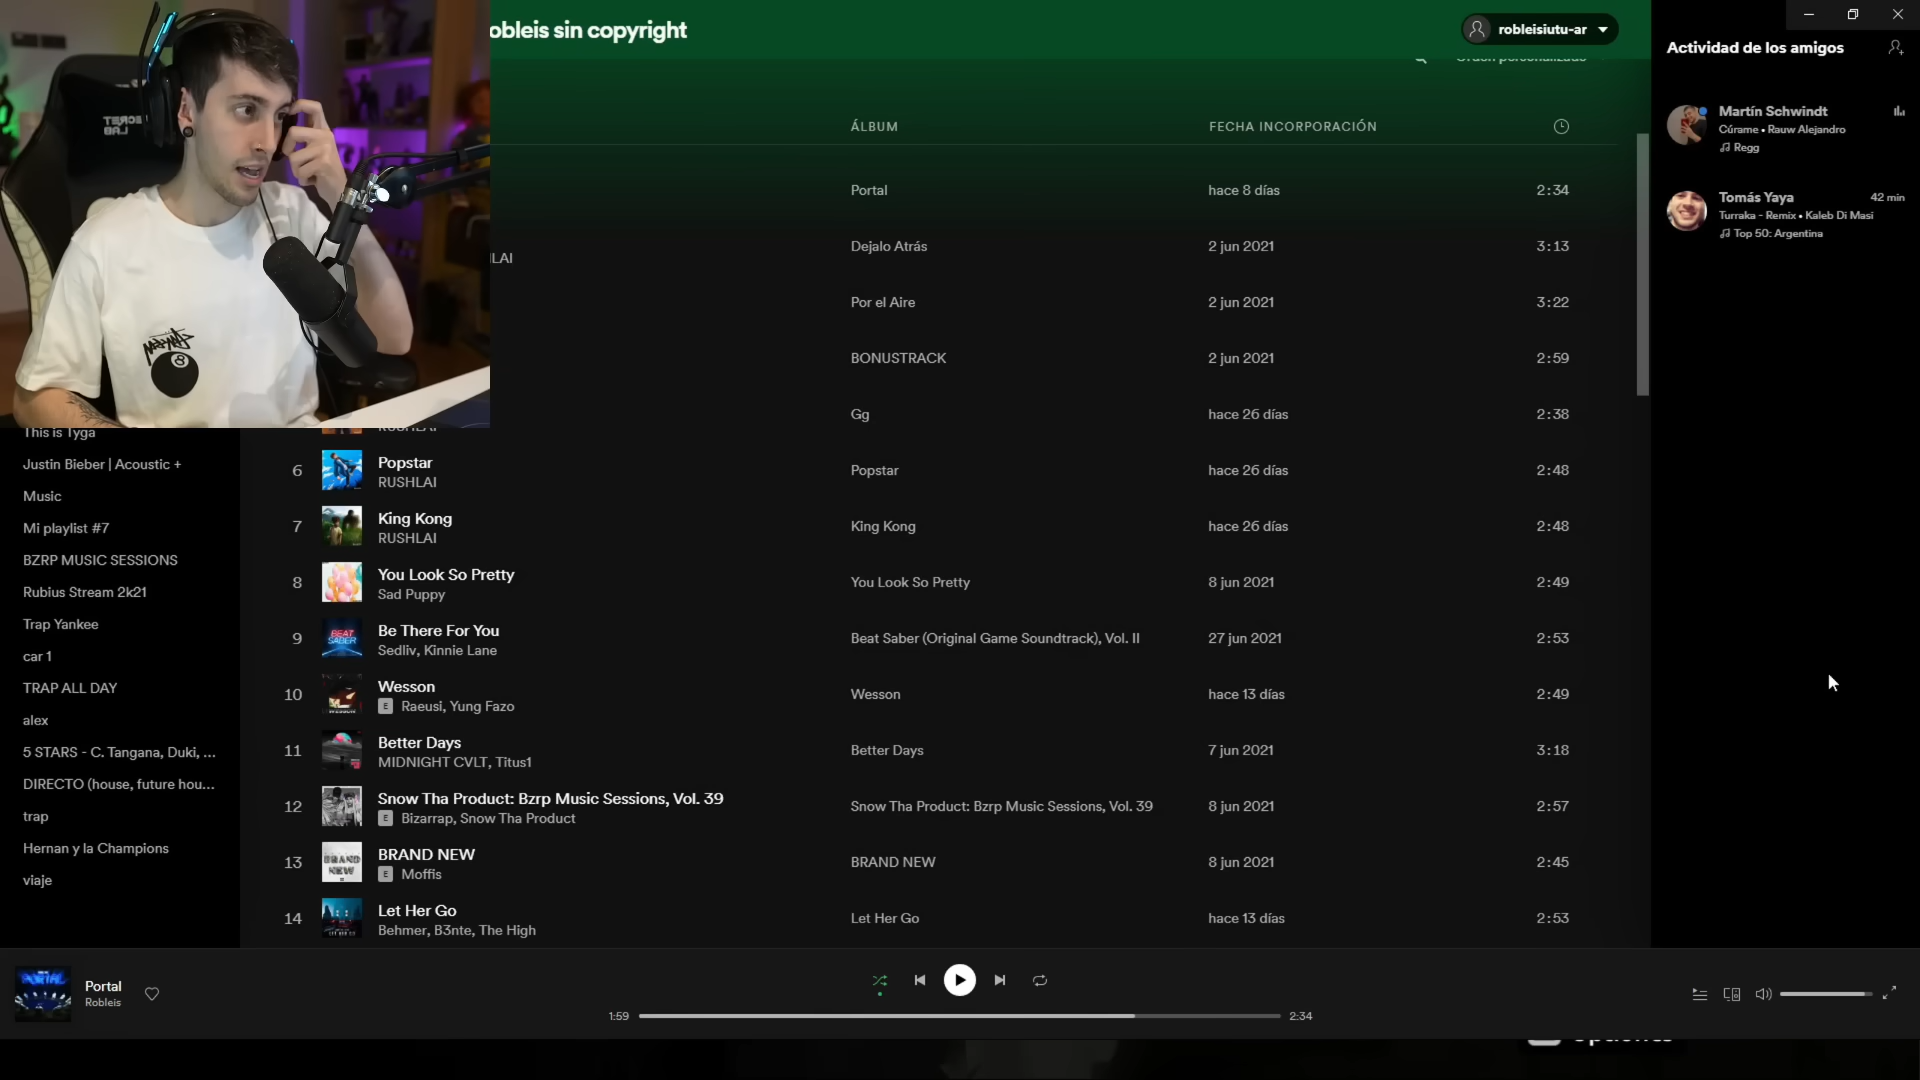 obleis sin copyright
robleisiutu-ar
Actividad de los amigos
ÁLBUM
FECHA INCORPORACIÓN
Martín Schwindt
Cúrame • Rauw Alejandro
Regg
Tomás Yaya
42 min
Turraka - Remix • Kaleb Di Masi
Top 50: Argentina
Portal
hace 8 días
2:34
LAI
Dejalo Atrás
2 jun 2021
3:13
Por el Aire
2 jun 2021
3:22
BONUSTRACK
2 jun 2021
2:59
Gg
hace 26 días
2:38
6
Popstar
RUSHLAI
Popstar
hace 26 días
2:48
7
King Kong
RUSHLAI
King Kong
hace 26 días
2:48
8
You Look So Pretty
Sad Puppy
You Look So Pretty
8 jun 2021
2:49
9
Be There For You
Sedliv, Kinnie Lane
Beat Saber (Original Game Soundtrack), Vol. II
27 jun 2021
2:53
10
Wesson
E Raeusi, Yung Fazo
Wesson
hace 13 días
2:49
11
Better Days
MIDNIGHT CVLT, Titus1
Better Days
7 jun 2021
3:18
12
Snow Tha Product: Bzrp Music Sessions, Vol. 39
E Bizarrap, Snow Tha Product
Snow Tha Product: Bzrp Music Sessions, Vol. 39
8 jun 2021
2:57
13
BRAND NEW
E Moffis
BRAND NEW
8 jun 2021
2:45
14
Let Her Go
Behmer, B3nte, The High
Let Her Go
hace 13 días
2:53
This is Tyga
Justin Bieber | Acoustic +
Music
Mi playlist #7
BZRP MUSIC SESSIONS
Rubius Stream 2k21
Trap Yankee
car 1
TRAP ALL DAY
alex
5 STARS - C. Tangana, Duki, ...
DIRECTO (house, future hou...
trap
Hernan y la Champions
viaje
SECRET
LAB
8
BEAT
SABER
BRAND
NEW
PORTAL
Portal
Robleis
1:59
2:34